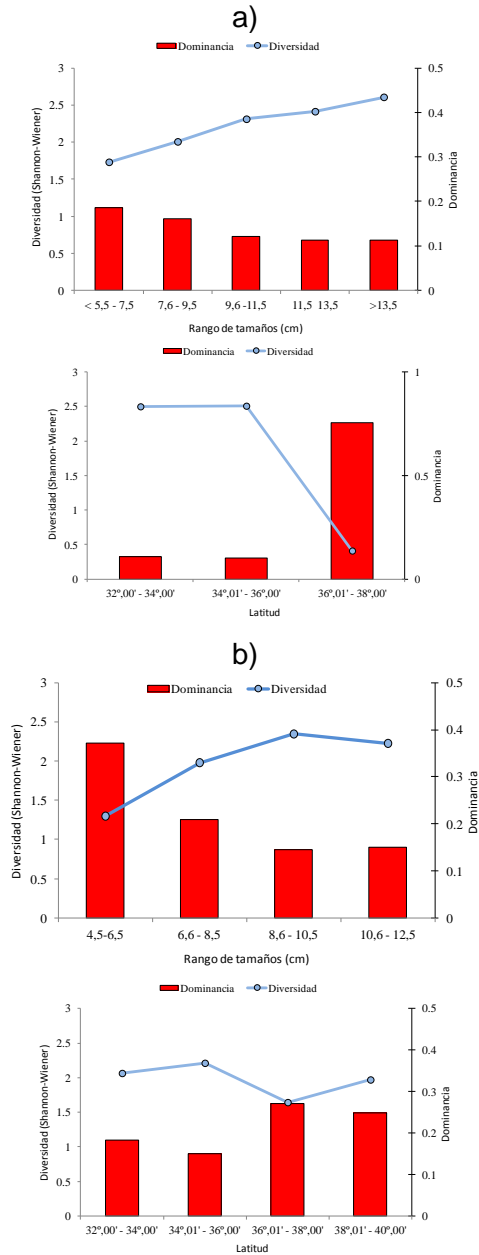 a)
Dominancia Diversidad
3 0.5
2.5 0.4
2 0.3
1.5
1 0.2
0.5 0.1
0 0
Diversidad (Shannon-Wiener)
Dominancia
< 5,5 - 7,5 7,6 - 9,5 9,6 -11,5 11,5 13,5 >13,5
Rango de tamaños (cm)
Dominancia Diversidad
3 1
2.5
2
1.5 0.5
1
0.5
0 0
Diversidad (Shannon-Wiener)
Dominancia
32º,00' - 34º,00' 34º,01' - 36º,00' 36º,01' - 38º,00'
Latitud
b)
Dominancia Diversidad
3 0.5
2.5 0.4
2 0.3
1.5
1 0.2
0.5 0.1
0 0
Diversidad (Shannon-Wiener)
Dominancia
4,5-6,5 6,6 - 8,5 8,6 - 10,5 10,6 - 12,5
Rango de tamaños (cm)
Dominancia Diversidad
3 0.5
2.5 0.4
2 0.3
1.5
1 0.2
0.5 0.1
0 0
Diversidad (Shannon-Wiener)
Dominancia
32º,00' - 34º,00' 34º,01' - 36º,00' 36º,01' - 38º,00' 38º,01' - 40º,00'
Latitud